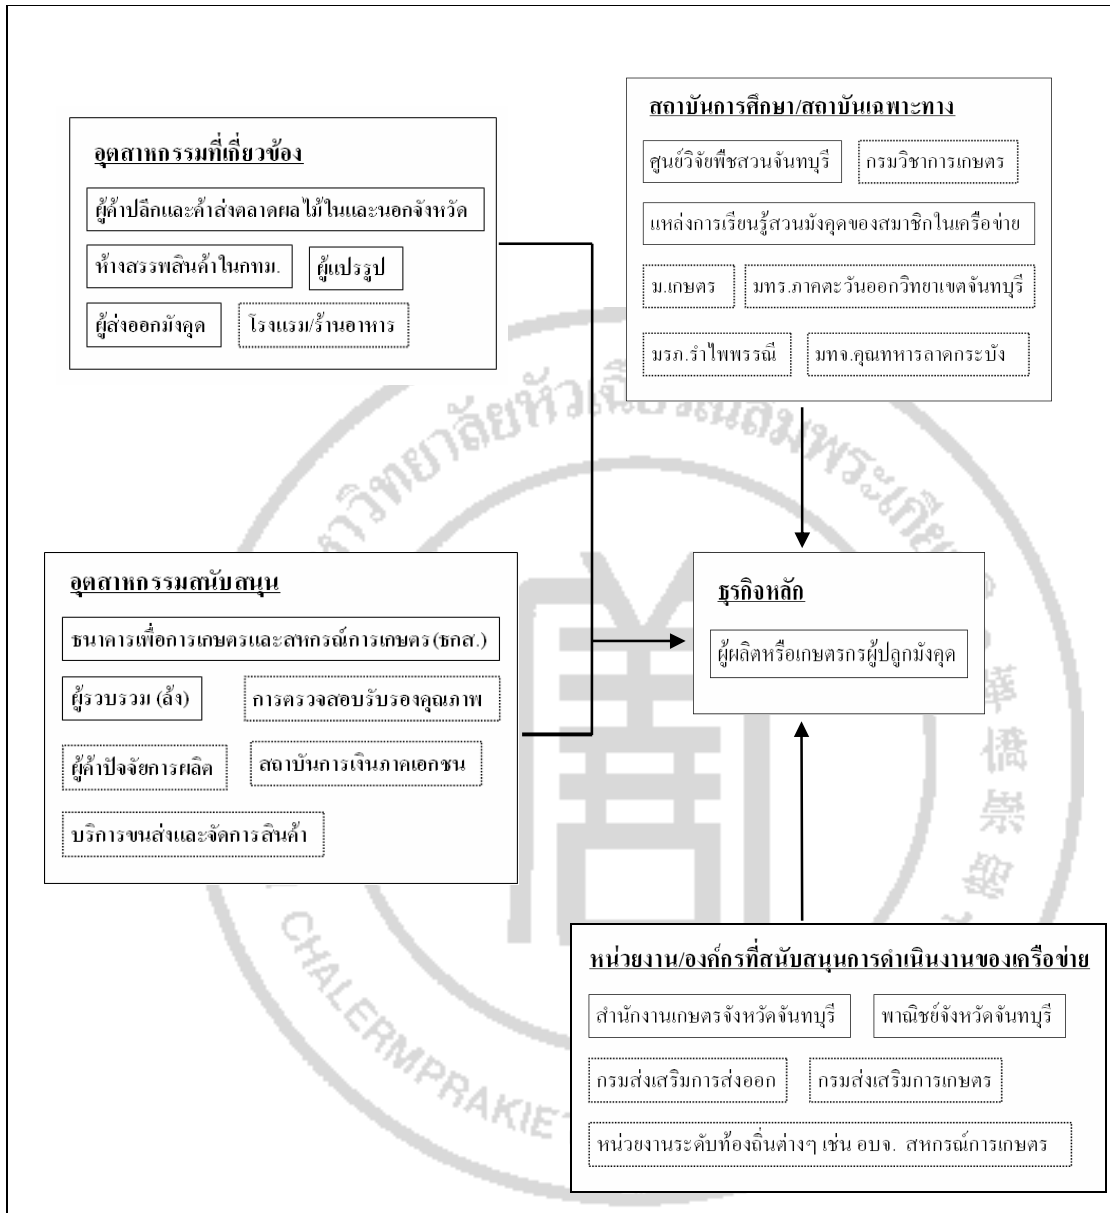 สถาบันการศึกษา/สถาบันเฉพาะทาง
ศูนย์วิจัยพืชสวนจันทบุรี
กรมวิชาการเกษตร
แหล่งการเรียนรู้สวนมังคุดของสมาชิกในเครือข่าย
ม.เกษตร
มทร.ภาคตะวันออกวิทยาเขตจันทบุรี
มรภ.รำไพพรรณี
มทจ.คุณทหารลาดกระบัง
อุตสาหกรรมที่เกี่ยวข้อง
ผู้ค้าปลีกและค้าส่งตลาดผลไม้ในและนอกจังหวัด
ห้างสรรพสินค้าในกทม.
ผู้แปรรูป
ผู้ส่งออกมังคุด
โรงแรม/ร้านอาหาร
อุตสาหกรรมสนับสนุน
ธนาคารเพื่อการเกษตรและสหกรณ์การเกษตร(ธกส.)
ผู้รวบรวม (ล้ง)
การตรวจสอบรับรองคุณภาพ
ผู้ค้าปัจจัยการผลิต
สถาบันการเงินภาคเอกชน
บริการขนส่งและจัดการสินค้า
ธุรกิจหลัก
ผู้ผลิตหรือเกษตรกรผู้ปลูกมังคุด
หน่วยงาน/องค์กรที่สนับสนุนการดำเนินงานของเครือข่าย
สำนักงานเกษตรจังหวัดจันทบุรี
พาณิชย์จังหวัดจันทบุรี
กรมส่งเสริมการส่งออก
กรมส่งเสริมการเกษตร
หน่วยงานระดับท้องถิ่นต่างๆ เช่น อบจ. สหกรณ์การเกษตร
華
僑
崇
CHALERMPRAKIE